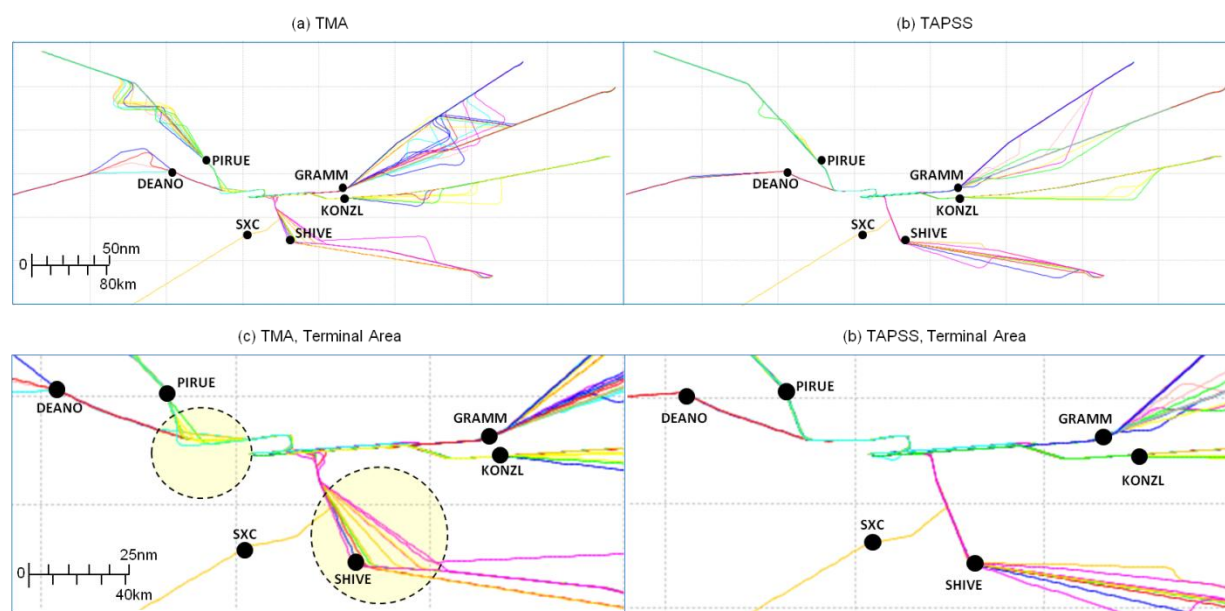 (a) TMA
(b) TAPSS
PIRUE
DEANO
GRAMM
KONZL
SXC
SHIVE
0
50nm
80km
PIRUE
DEANO
GRAMM
KONZL
SXC
SHIVE
(c) TMA, Terminal Area
(b) TAPSS, Terminal Area
PIRUE
DEANO
GRAMM
KONZL
SXC
SHIVE
0
25nm
40km
PIRUE
DEANO
GRAMM
KONZL
SXC
SHIVE